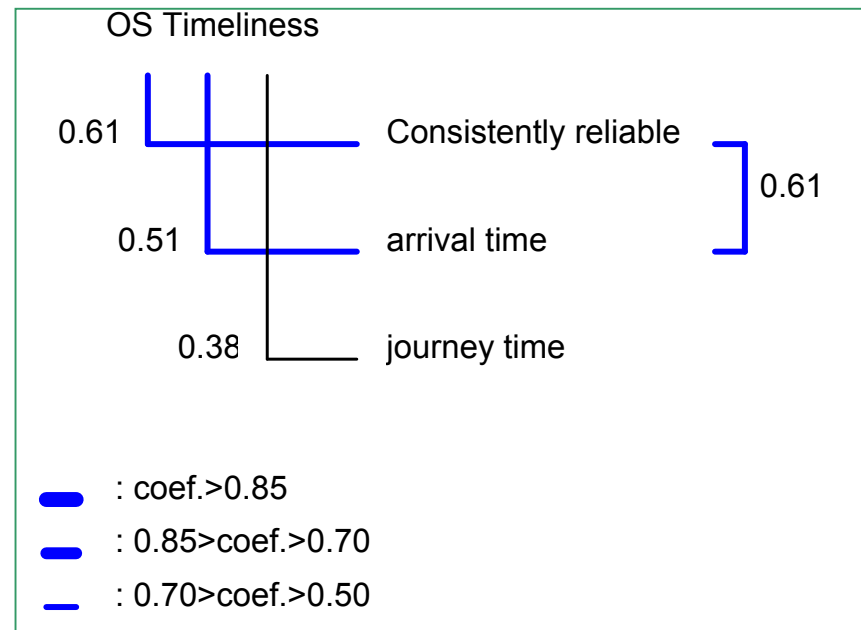 OS Timeliness
0.61 Consistently reliable
0.61
0.51 arrival time
0.38 journey time
: coef.>0.85
: 0.85>coef.>0.70
: 0.70>coef.>0.50